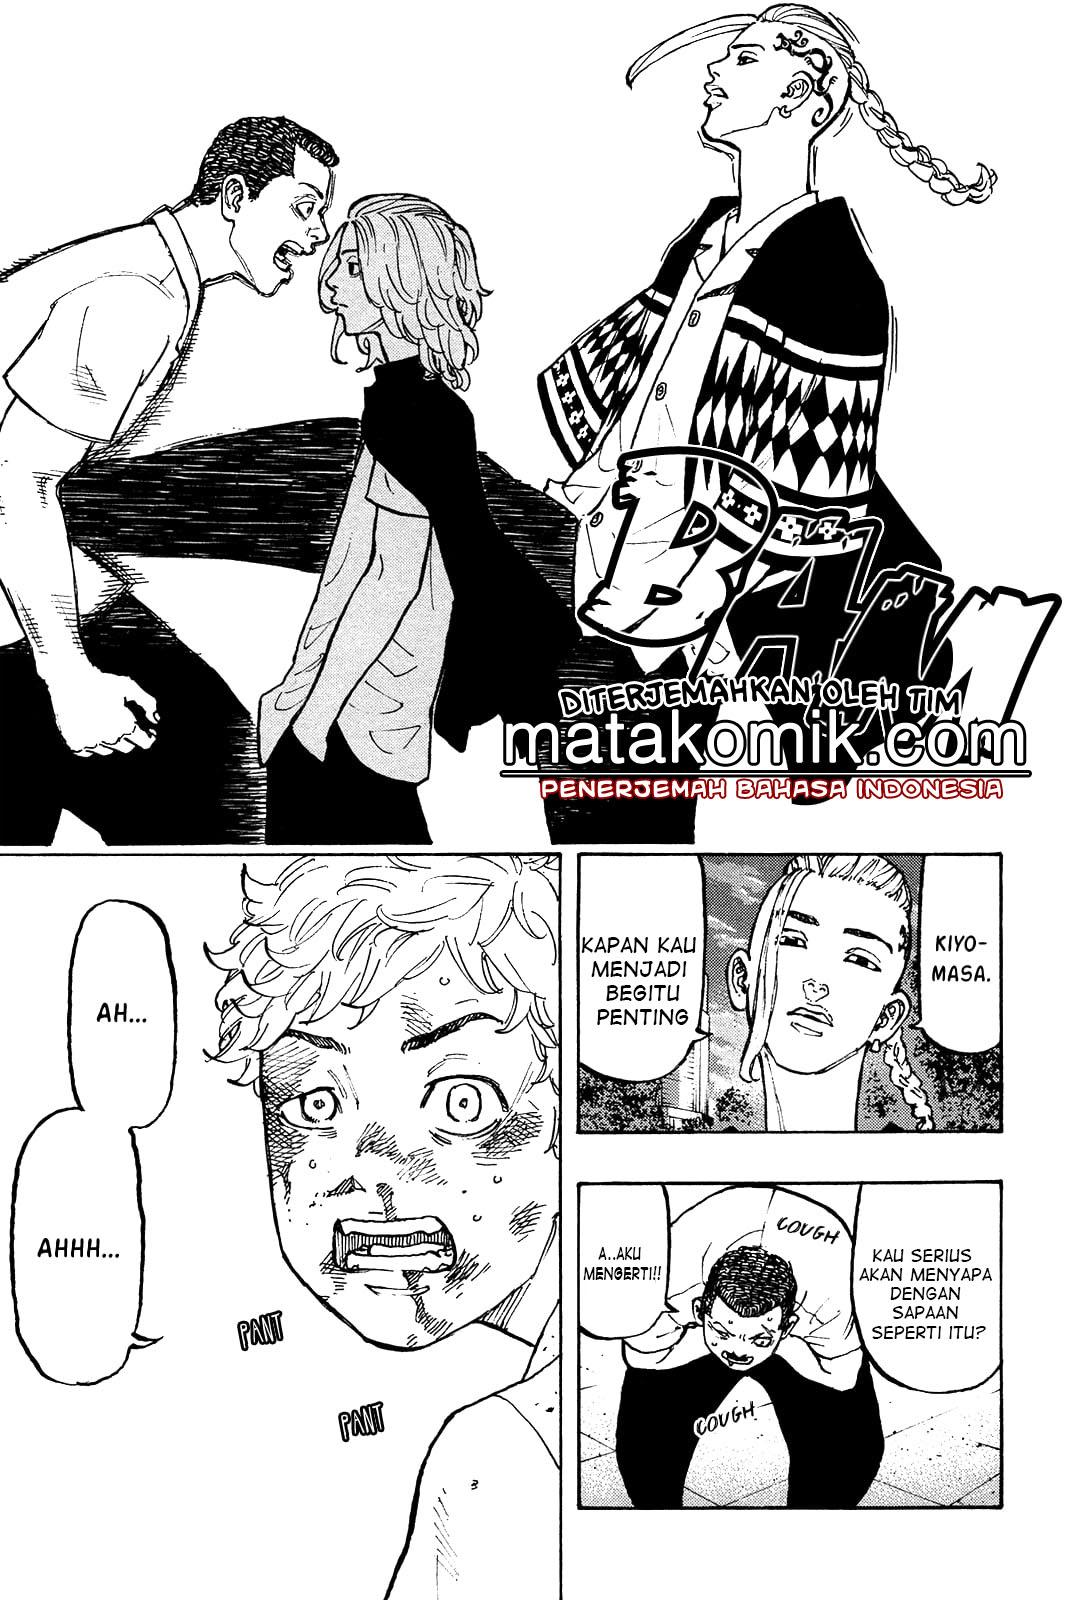 BAM
DITERJEMAHKAN OLEH TIM
matakomik.com
PENERJEMAH BAHASA INDONESIA
KIYO-
MASA.
KAPAN KAU
MENJADI
BEGITU
PENTING
KAU SERIUS
AKAN MENYAPA
DENGAN
SAPAAN
SEPERTI ITU?
COUGH
A..AKU
MENGERTI!!
COUGH
AH...
AHHH...
PANT
PANT
3